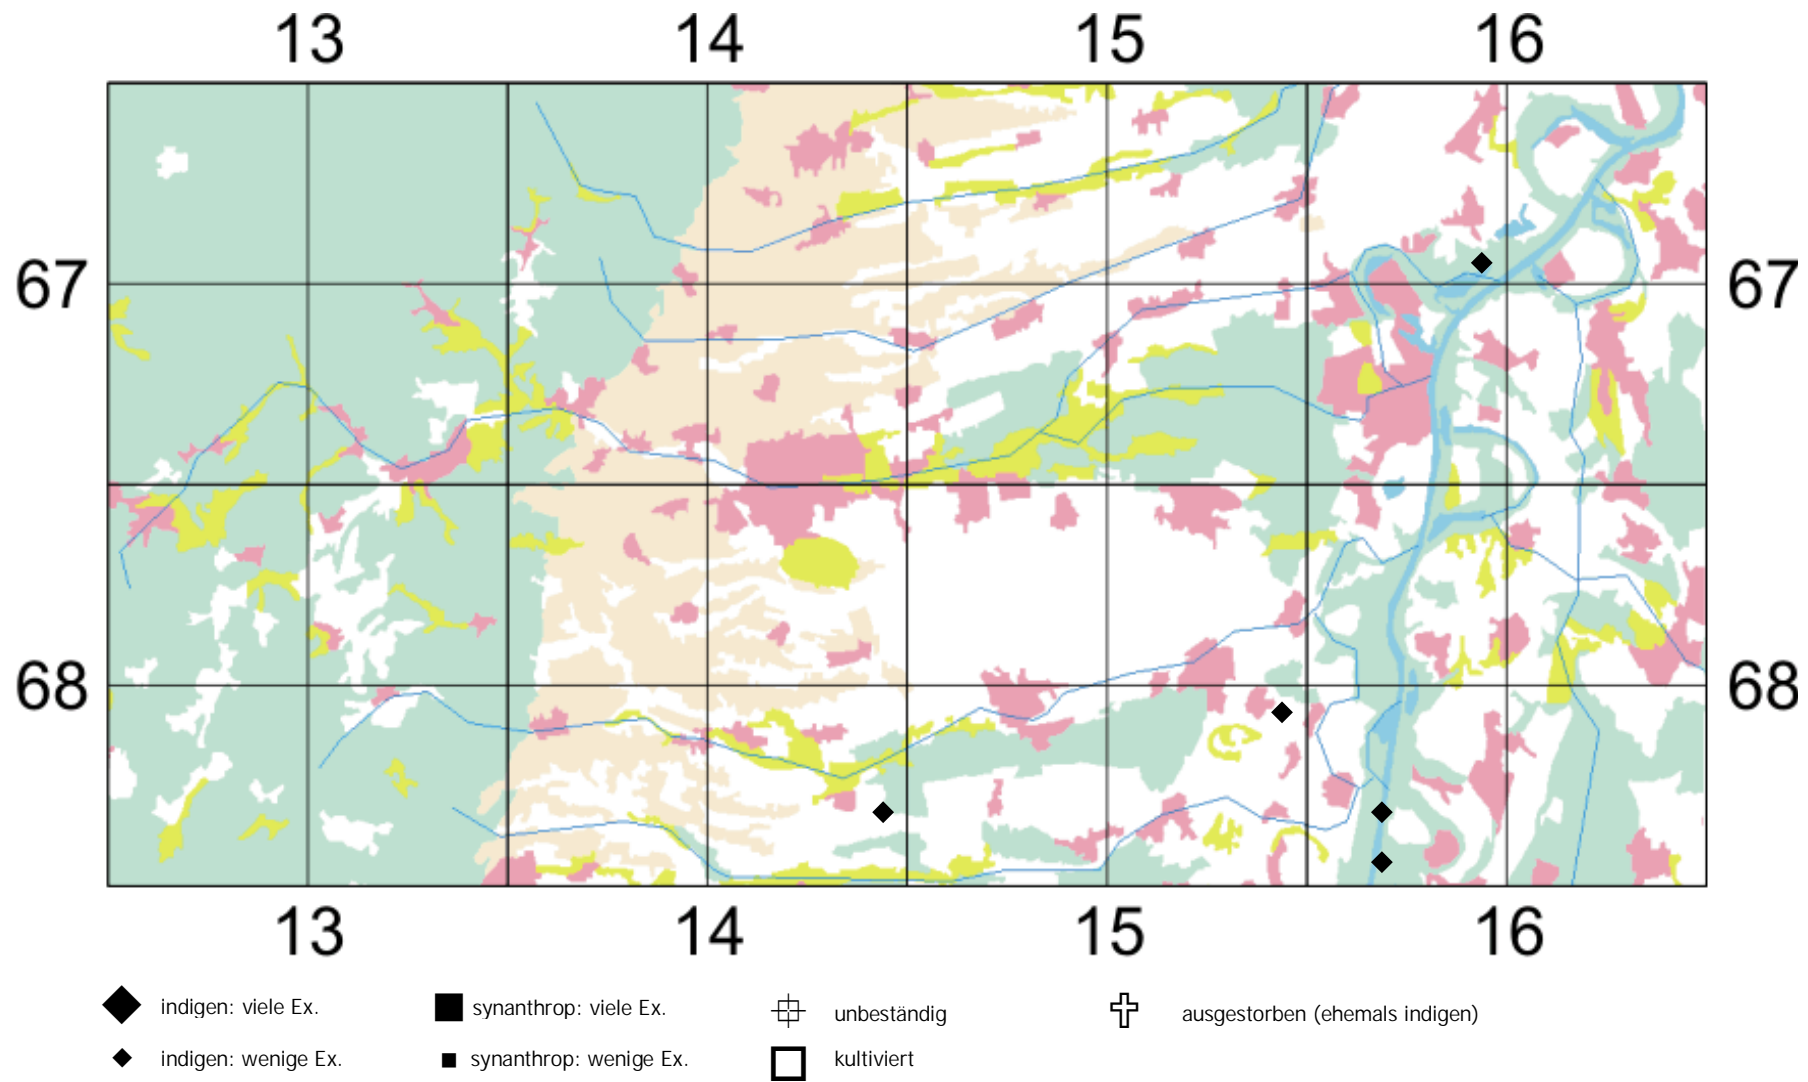 13 14 15 16
67 67
68 68
13 14 15 16
indigen: viele Ex. synanthrop: viele Ex. unbeständig ausgestorben (ehemals indigen)
indigen: wenige Ex. synanthrop: wenige Ex. kultiviert